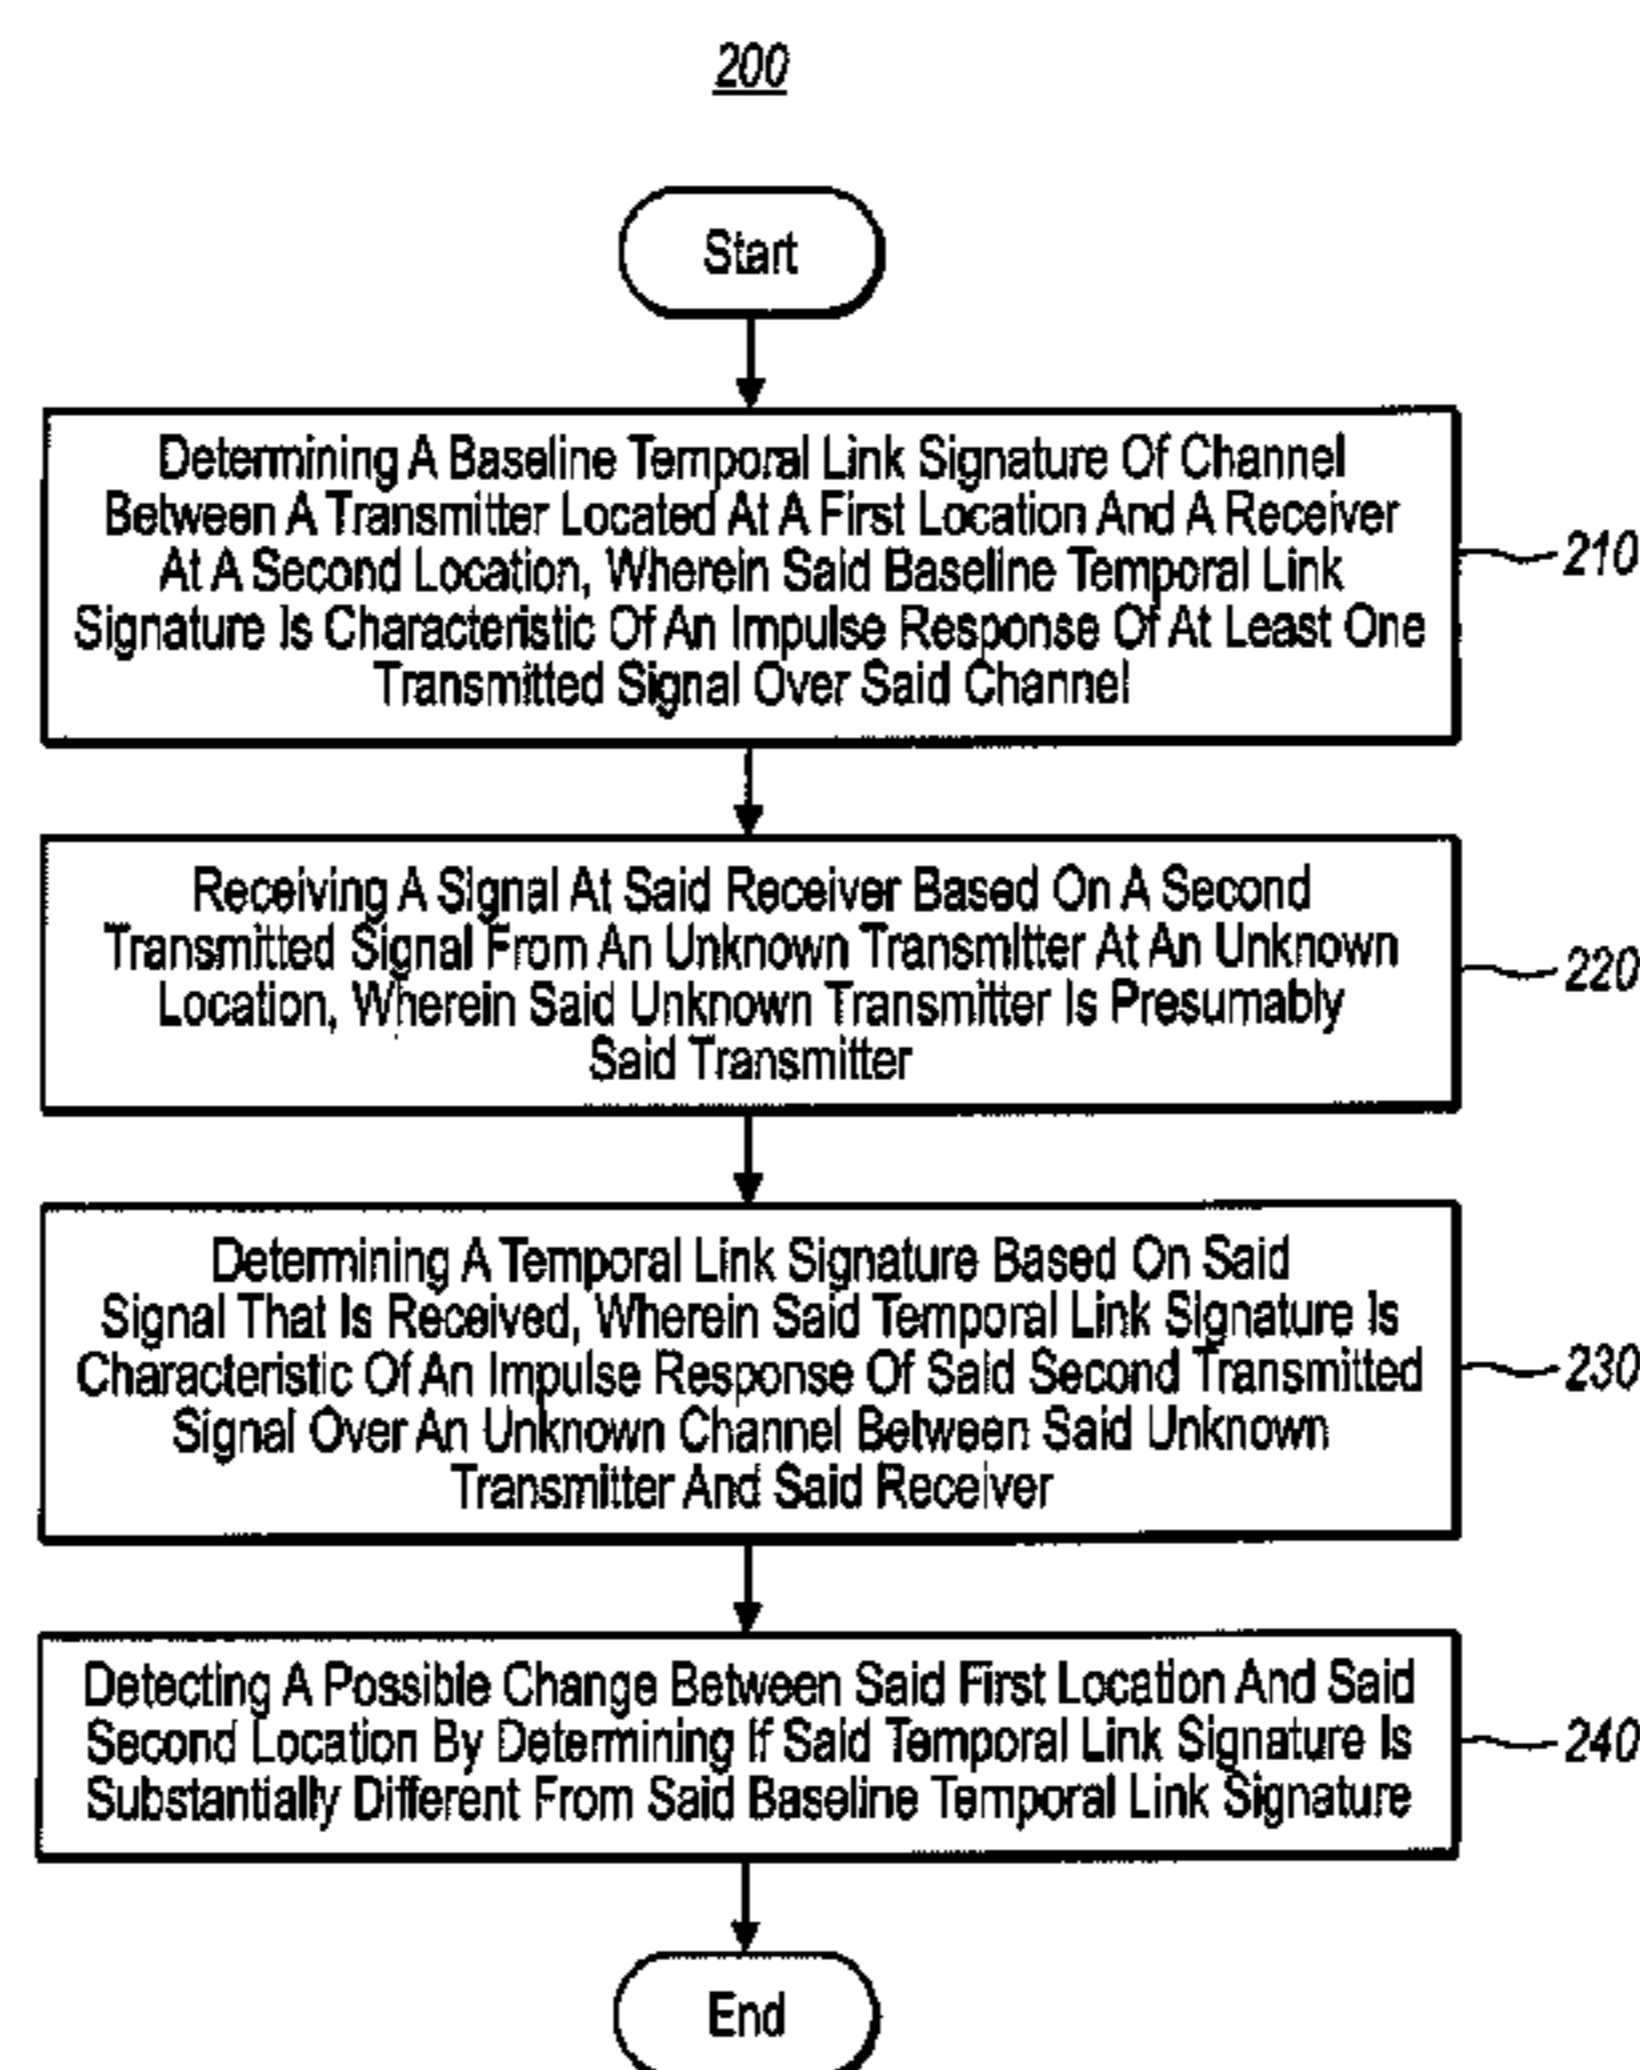 200
Start
Determining A Baseline Temporal Link Signature Of Channel
Between A Transmitter Located At A First Location And A Receiver
At A Second Location, Wherein Said Baseline Temporal Link
Signature Is Characteristic Of An Impulse Response Of At Least One
Transmitted Signal Over Said Channel
210
Receiving A Signal At Said Receiver Based On A Second
Transmitted Signal From An Unknown Transmitter At An Unknown
Location, Wherein Said Unknown Transmitter Is Presumably
Said Transmitter
220
Determining A Temporal Link Signature Based On Said
Signal That Is Received, Wherein Said Temporal Link Signature Is
Characteristic Of An Impulse Response Of Said Second Transmitted
Signal Over An Unknown Channel Between Said Unknown
Transmitter And Said Receiver
230
Detecting A Possible Change Between Said First Location And Said
Second Location By Determining If Said Temporal Link Signature Is
Substantially Different From Said Baseline Temporal Link Signature
240
End